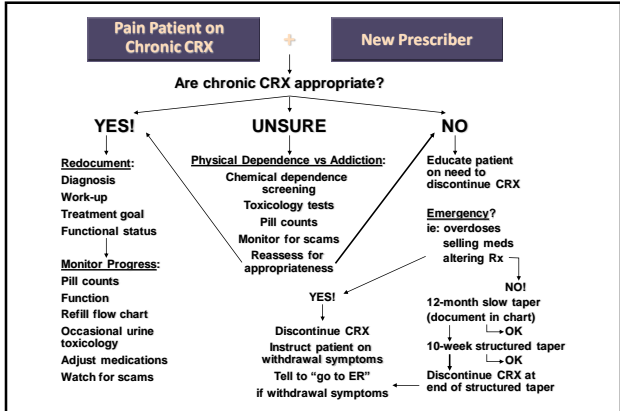 Pain Patient on
Chronic CRX
+
New Prescriber
Are chronic CRX appropriate?
YES!
Redocument:
Diagnosis
Work-up
Treatment goal
Functional status
Monitor Progress:
Pill counts
Function
Refill flow chart
Occasional urine
toxicology
Adjust medications
Watch for scams
UNSURE
Physical Dependence vs Addiction:
Chemical dependence
screening
Toxicology tests
Pill counts
Monitor for scams
Reassess for
appropriateness
NO
Educate patient
on need to
discontinue CRX
Emergency?
ie: overdoses
selling meds
altering Rx
YES!
Discontinue CRX
Instruct patient on
withdrawal symptoms
Tell to “go to ER”
if withdrawal symptoms
NO!
12-month slow taper
(document in chart)
OK
10-week structured taper
OK
Discontinue CRX at
end of structured taper